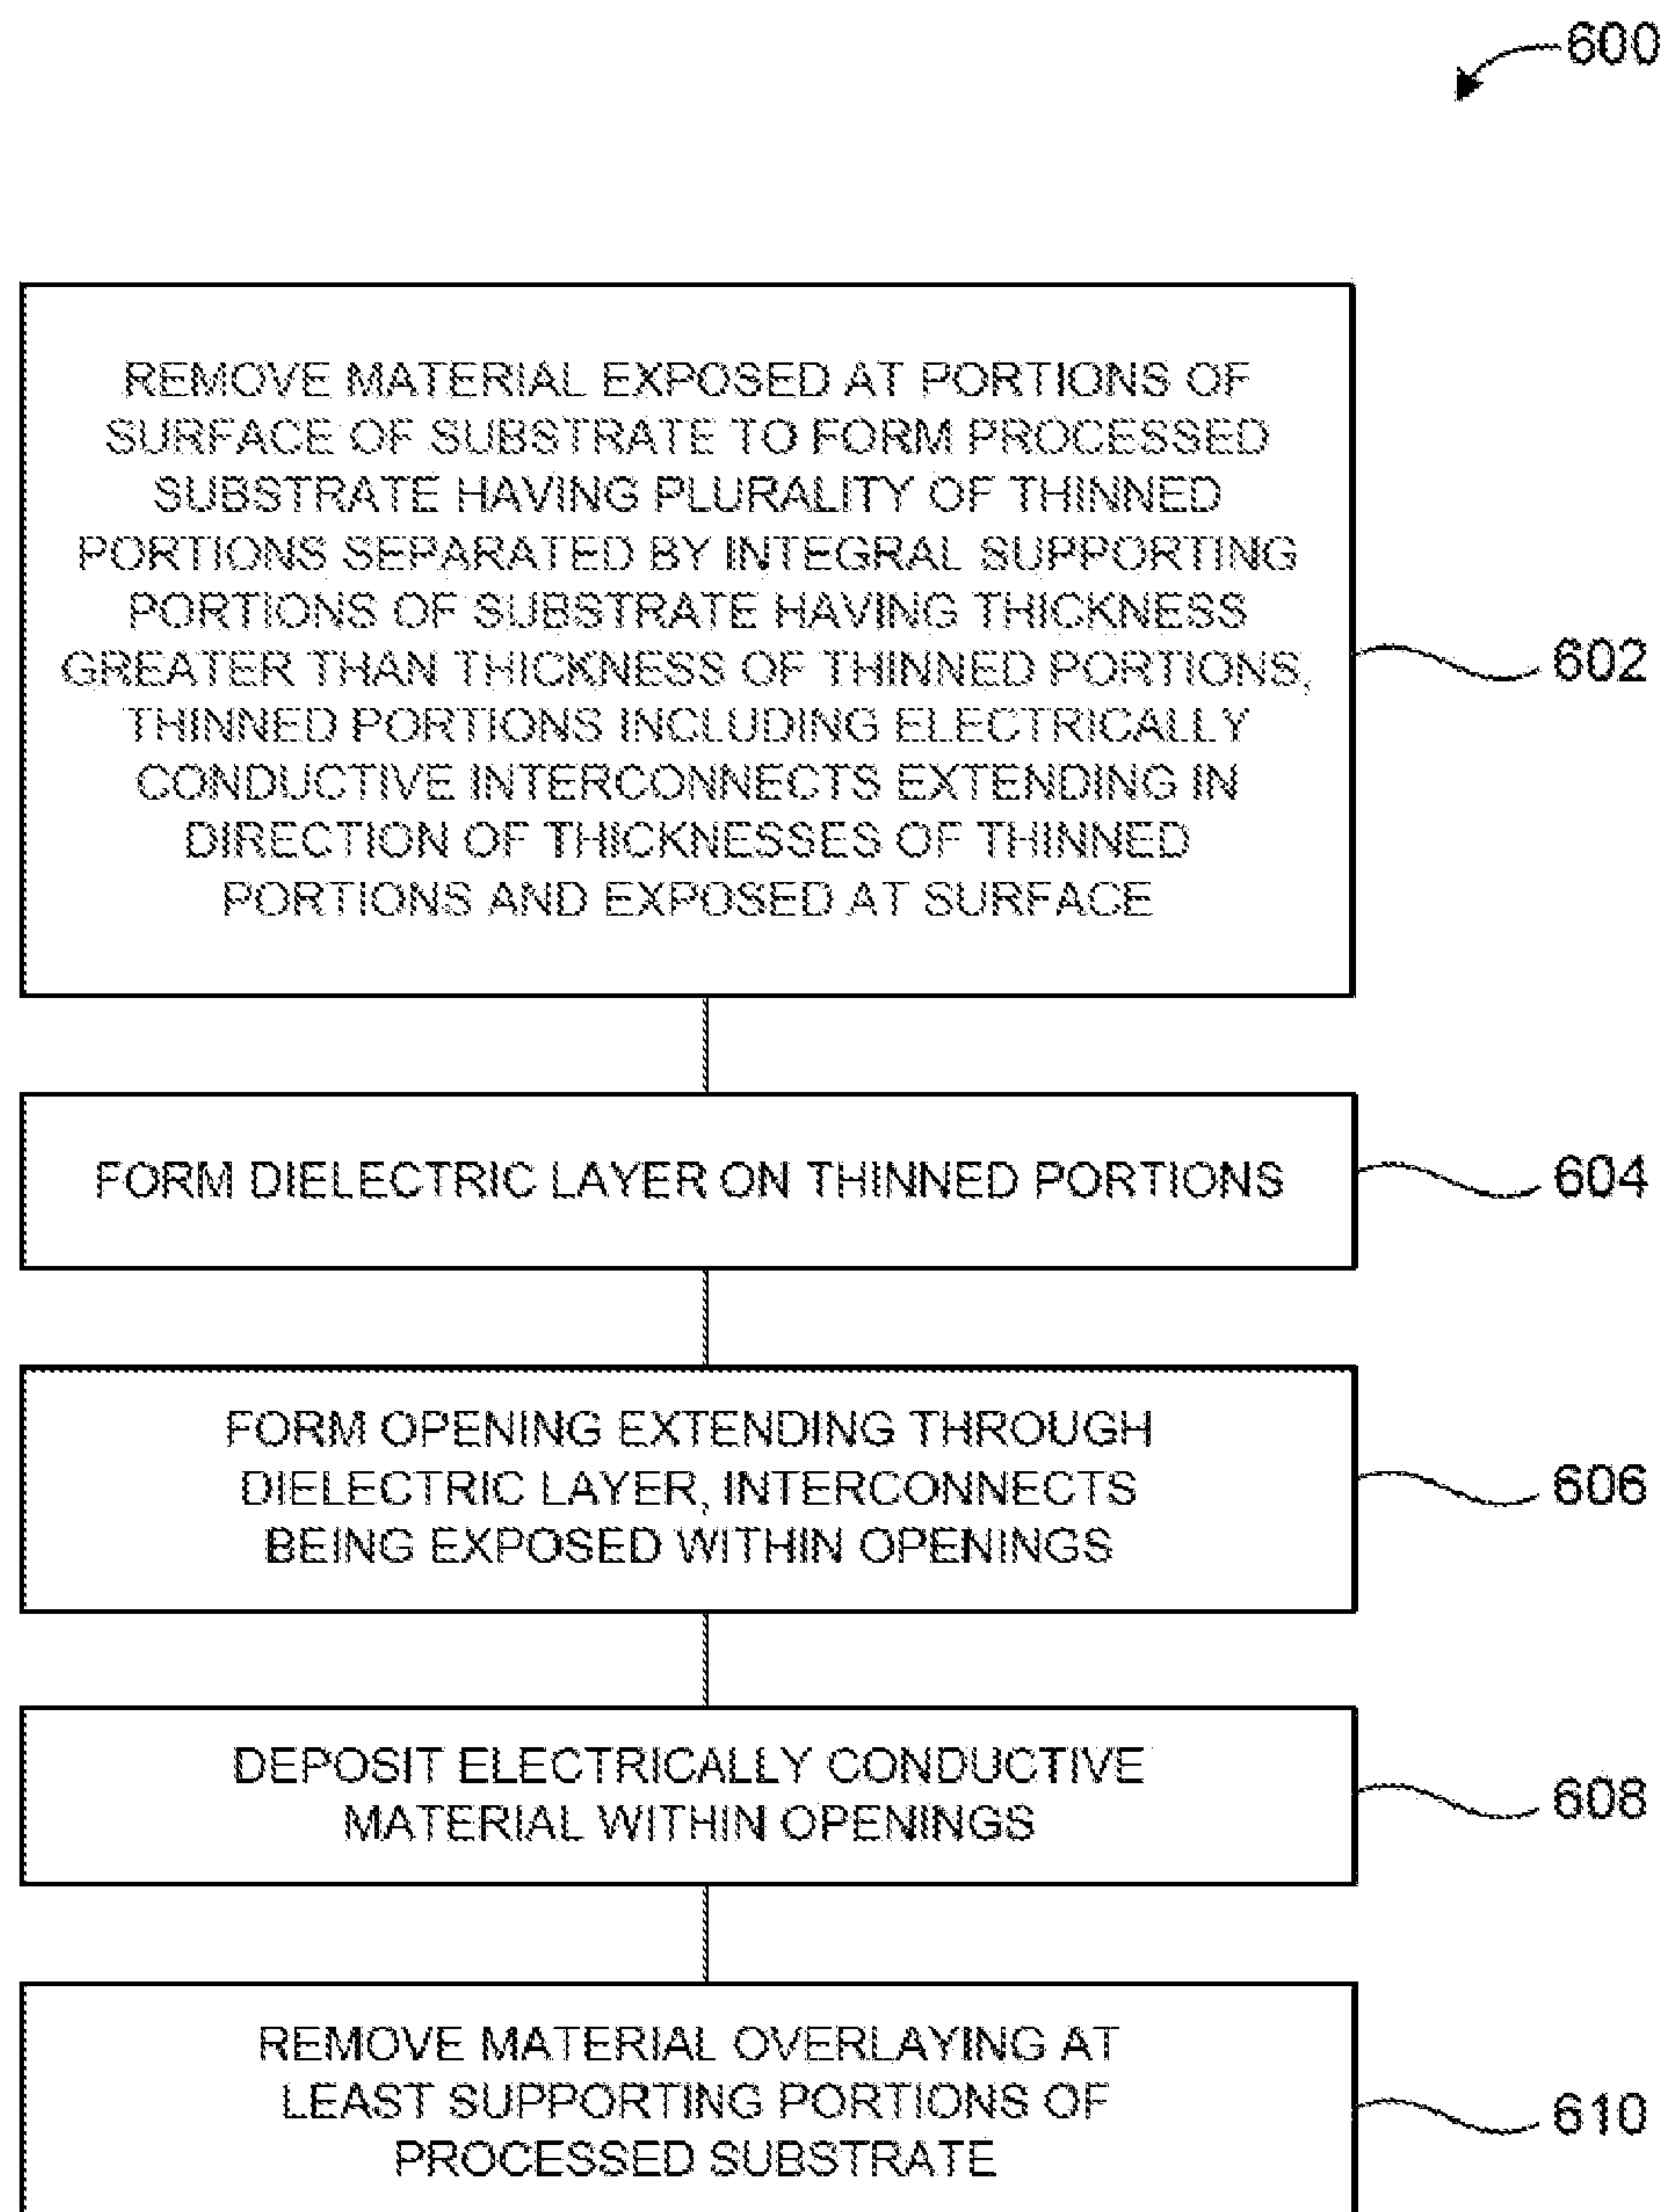 600
REMOVE MATERIAL EXPOSED AT PORTIONS OF
SURFACE OF SUBSTRATE TO FORM PROCESSED
SUBSTRATE HAVING PLURALITY OF THINNED
PORTIONS SEPARATED BY INTEGRAL SUPPORTING
PORTIONS OF SUBSTRATE HAVING THICKNESS
GREATER THAN THICKNESS OF THINNED PORTIONS,
THINNED PORTIONS INCLUDING ELECTRICALLY
CONDUCTIVE INTERCONNECTS EXTENDING IN
DIRECTION OF THICKNESSES OF THINNED
PORTIONS AND EXPOSED AT SURFACE
602
FORM DIELECTRIC LAYER ON THINNED PORTIONS
604
FORM OPENING EXTENDING THROUGH
DIELECTRIC LAYER, INTERCONNECTS
BEING EXPOSED WITHIN OPENINGS
606
DEPOSIT ELECTRICALLY CONDUCTIVE
MATERIAL WITHIN OPENINGS
608
REMOVE MATERIAL OVERLAYING AT
LEAST SUPPORTING PORTIONS OF
PROCESSED SUBSTRATE
610